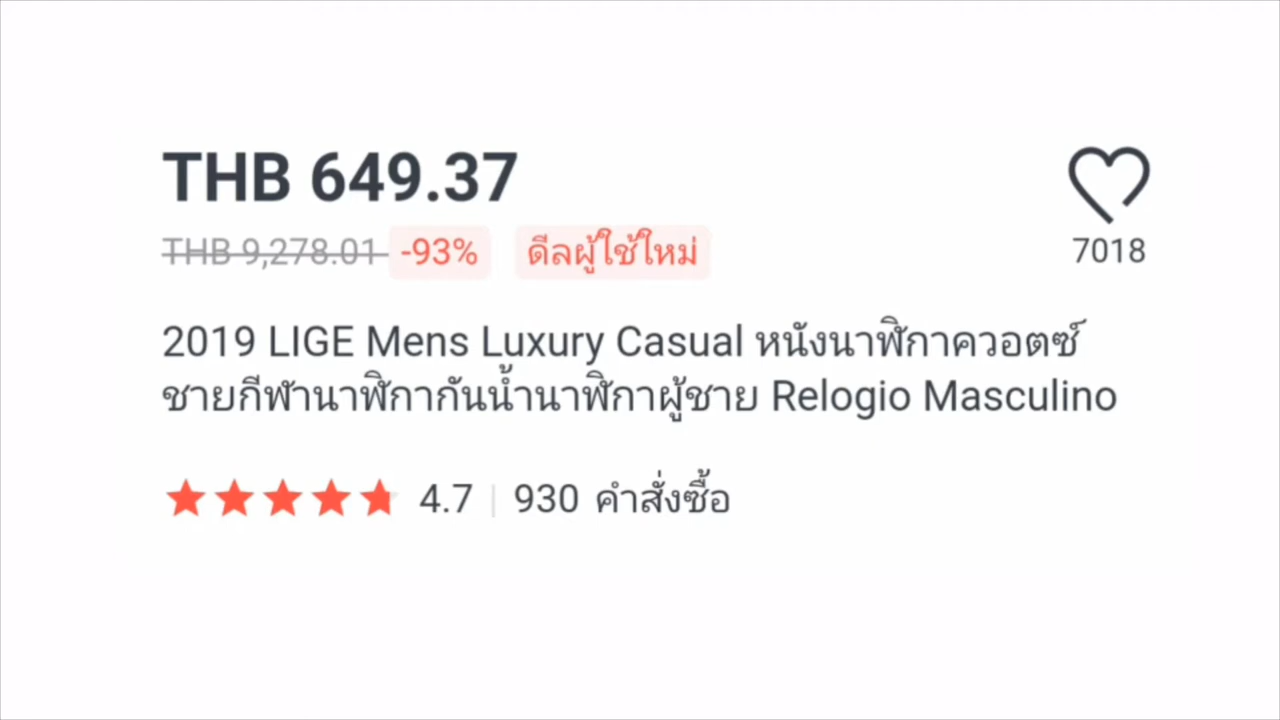 THB 649.37
THB 9,278.01 -93% ดีลผู้ใช้ใหม่
7018
2019 LIGE Mens Luxury Casual หนังนาฬิกาควอตซ์
ชายกีฬานาฬิกากันน้ำนาฬิกาผู้ชาย Relogio Masculino
4.7 | 930 คำสั่งซื้อ